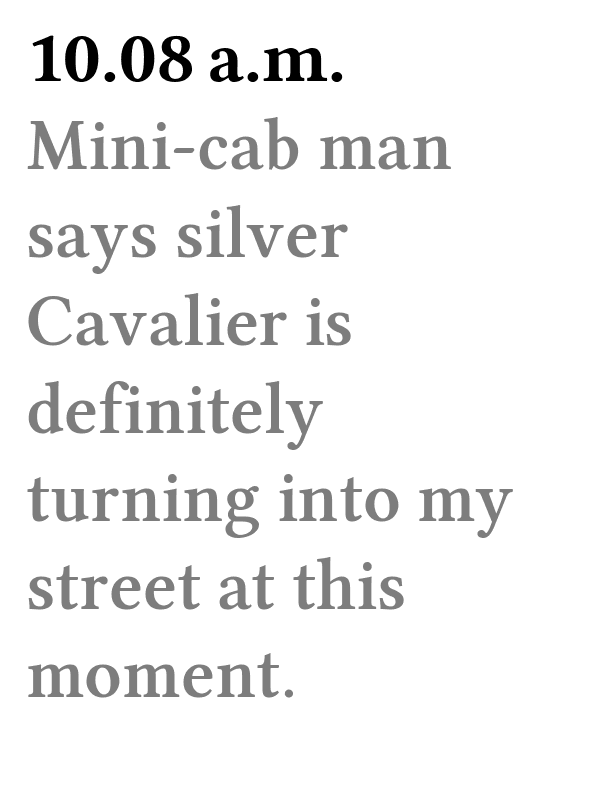 10.08 a.m.
Mini-cab man
says silver
Cavalier is
definitely
turning into my
street at this
moment.